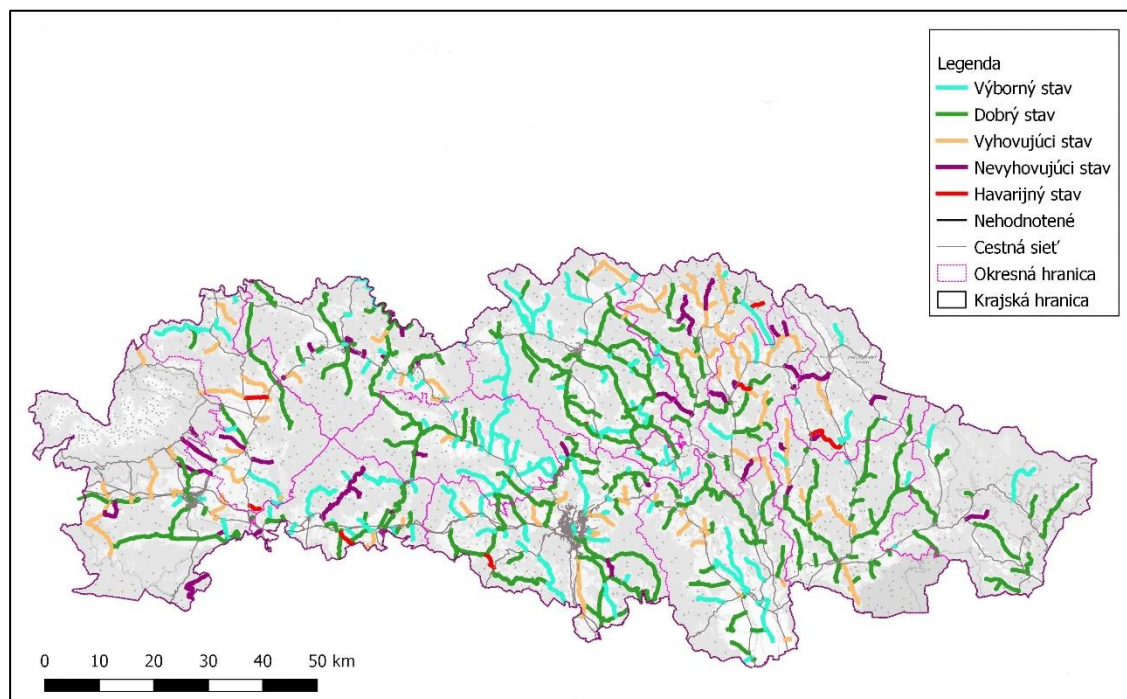 Legenda
Výborný stav
Dobrý stav
Vyhovujúci stav
Nevyhovujúci stav
Havarijný stav
Nehodnotené
Cestná sieť
Okresná hranica
Krajská hranica
0 10 20 30 40 50 km